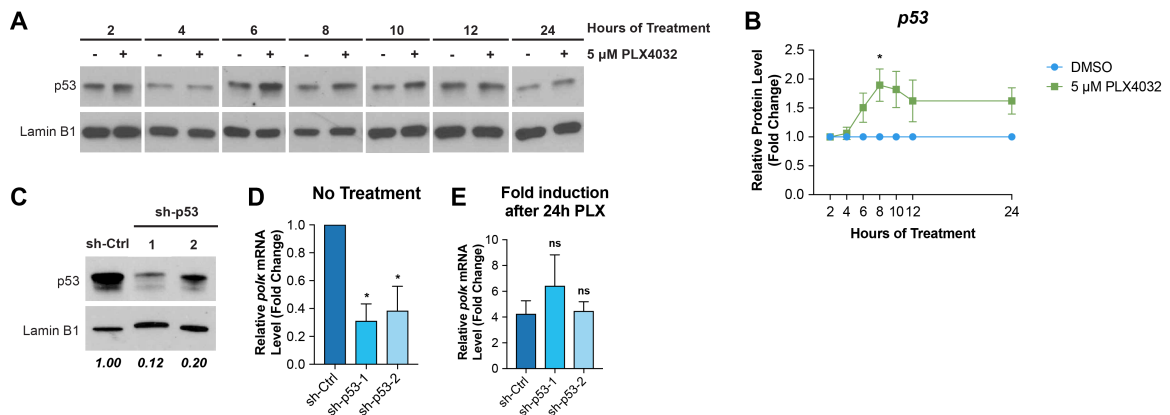 A
2 4 6 8 10 12 24 Hours of Treatment
- + - + - + - + - + - + - + 5 µM PLX4032
p53
Lamin B1
B
p53
Relative Protein Level
(Fold Change)
2.5
2.0
1.5
1.0
0.5
0.0
*
2 4 6 8 10 12 24
Hours of Treatment
DMSO
5 µM PLX4032
C
sh-p53
sh-Ctrl 1 2
p53
Lamin B1
1.00 0.12 0.20
D
No Treatment
Relative polk mRNA
Level (Fold Change)
1.0
0.8
0.6
0.4
0.2
0.0
* *
sh-Ctrl
sh-p53-1
sh-p53-2
E
Fold induction
after 24h PLX
Relative polk mRNA
Level (Fold Change)
10
8
6
4
2
0
ns
ns
sh-Ctrl
sh-p53-1
sh-p53-2